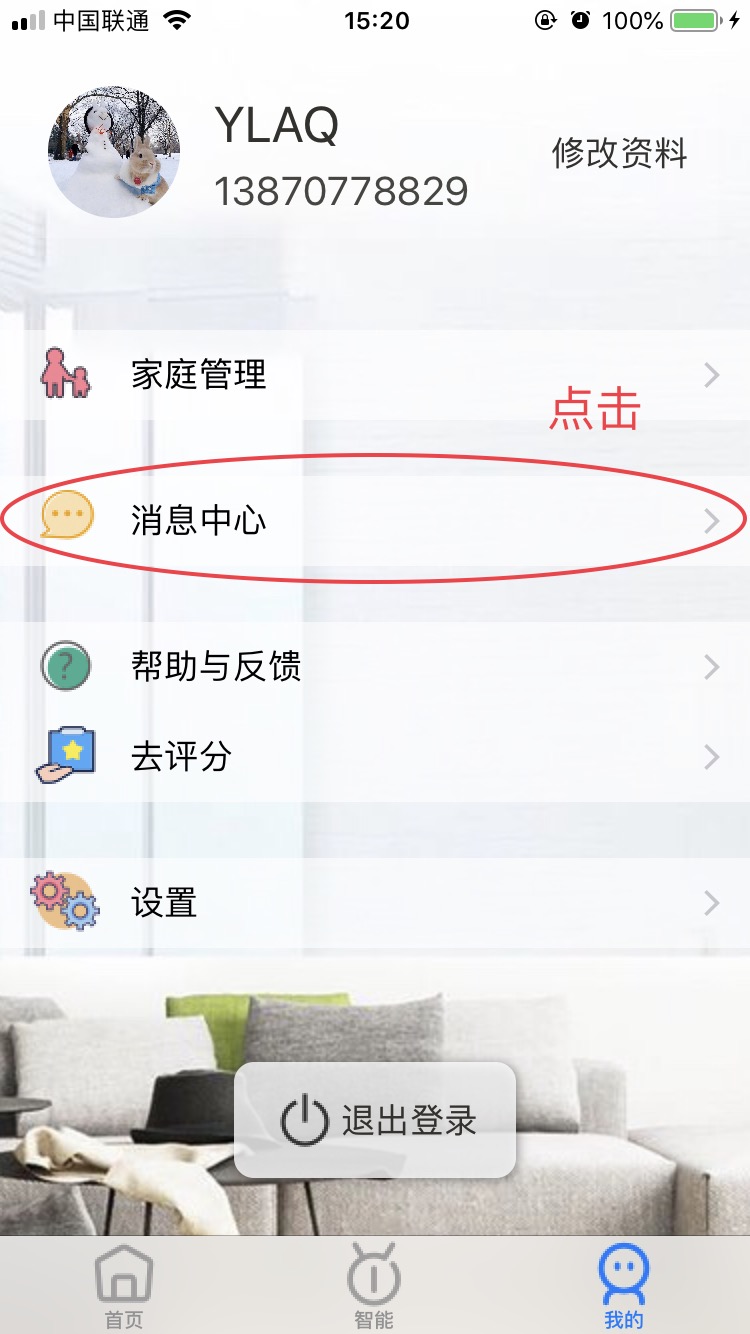 中国联通 15:20 100%
YLAQ
修改资料
13870778829
家庭管理
点击
消息中心
帮助与反馈
去评分
设置
退出登录
首页 智能 我的